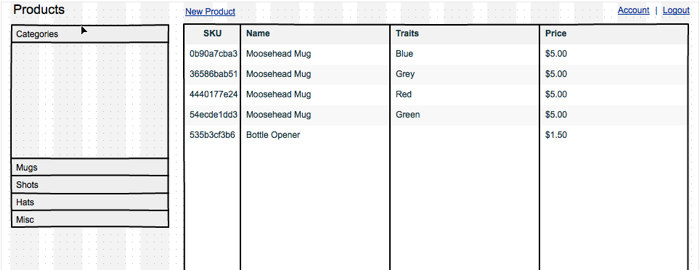 Products
New Product
Account | Logout
Categories
Mugs
Shots
Hats
Misc
SKU Name Traits Price
0b90a7cba3 Moosehead Mug Blue $5.00
36586bab51 Moosehead Mug Grey $5.00
4440177e24 Moosehead Mug Red $5.00
54ecde1dd3 Moosehead Mug Green $5.00
535b3cf3b6 Bottle Opener $1.50